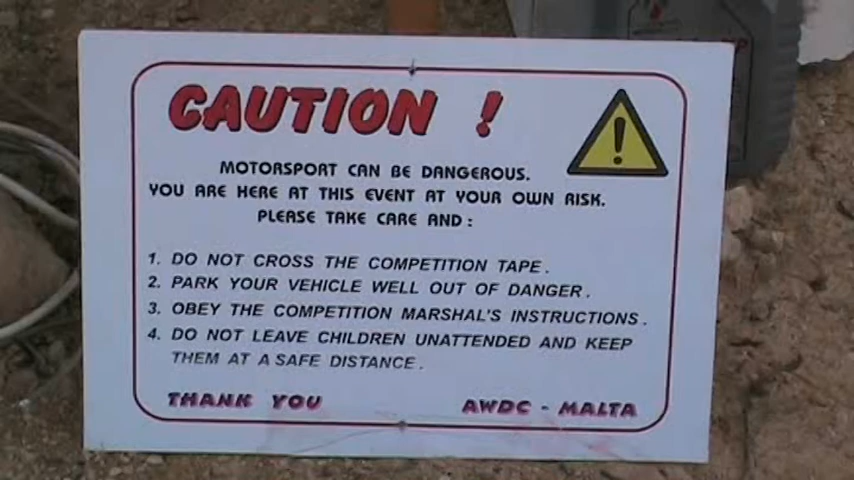 CAUTION !
MOTORSPORT CAN BE DANGEROUS.
YOU ARE HERE AT THIS EVENT AT YOUR OWN RISK.
PLEASE TAKE CARE AND :
1. DO NOT CROSS THE COMPETITION TAPE .
2. PARK YOUR VEHICLE WELL OUT OF DANGER .
3. OBEY THE COMPETITION MARSHAL'S INSTRUCTIONS .
4. DO NOT LEAVE CHILDREN UNATTENDED AND KEEP
THEM AT A SAFE DISTANCE .
THANK YOU AWDC - MALTA